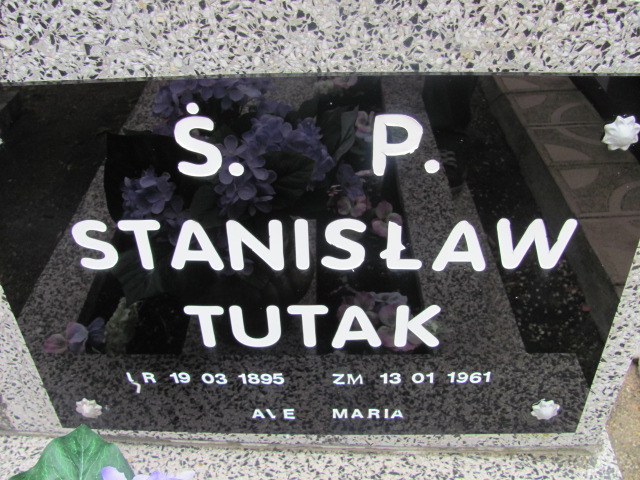 Ś. P.
STANISŁAW
TUTAK
UR 19 03 1895 ZM 13 01 1961
AVE MARIA